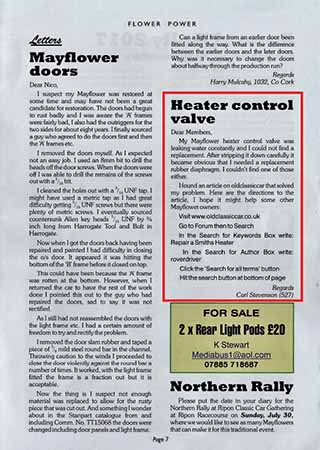 FLOWER POWER
Letters
Mayflower
doors
Dear Nico,
I suspect my Mayflower was restored at
some time and may have not been a great
candidate for restoration. The doors had begun
to rust badly and I was aware the 'A' frames
were fairly bad, I also had the outriggers for the
two sides for about eight years. I finally sourced
a guy who agreed to do the doors first and then
the 'A' frames etc.
I removed the doors myself. As I expected
not an easy job. I used an 8mm bit to drill the
heads off the door screws. When the doors were
off I was able to drill the remains of the screws
out with a bit.
I cleaned the holes out with a UNF tap. I
might have used a metric tap as I had great
difficulty getting UNF screws but there were
plenty of metric screws. I eventually sourced
countersunk Allen key heads UNF by ¾
inch long from Harrogate Tool and Bolt in
Harrogate.
Now when I got the doors back having been
repaired and painted I had difficulty in closing
the o/s door. It appeared it was hitting the
bottom of the 'B' frame before it closed on top.
This could have been because the 'A' frame
was rotten at the bottom. However, when I
returned the car to have the rest of the work
done I pointed this out to the guy who had
repaired the doors, sad to say it was not
rectified.
As I still had not reassembled the doors with
the light frame etc. I had a certain amount of
freedom to try and rectify the problem.
I removed the door slam rubber and taped a
piece of mild steel round bar in the channel.
Throwing caution to the winds I proceeded to
close the door violently against the round bar a
number of times. It worked, with the light frame
fitted the frame is a fraction out but it is
acceptable.
Now the thing is I suspect not enough
material was replaced to allow for the rusty
piece that was cut out. And something I wonder
about in the Stanpart catalogue from and
including Comm. No. TT15068 the doors were
changed including door panels and light frame.
Can a light frame from an earlier door been
fitted along the way. What is the difference
between the earlier doors and the later doors.
Why was it necessary to change the doors
about halfway through the production run?
Regards
Harry Mulcahy, 1032, Co Cork
Heater control
valve
Dear Members,
My Mayflower heater control valve was
leaking water constantly and I could not find a
replacement. After stripping it down carefully it
became obvious that I needed a replacement
rubber diaphragm. I couldn't find one of those
either.
I found an article on oldclassiccar that solved
my problem. Here are the directions to the
article, I hope it might help some other
Mayflower owners:
Visit www.oldclassiccar.co.uk
Go to Forum then to Search
In the Search for Keywords Box write:
Repair a Smiths Heater
In the Search for Author Box write:
roverdriver
Click the 'Search for all terms' button
Hit the search button at bottom of page
Regards
Carl Stevenson (527)
FOR SALE
2 x Rear Light Pods £20
K Stewart
Mediabus1@aol.com
07885 718687
Northern Rally
Please put the date in your diary for the
Northern Rally at Ripon Classic Car Gathering
at Ripon Racecourse on Sunday, July 30,
where we would like to see as many Mayflowers
that can make it for this traditional event.
Page 7